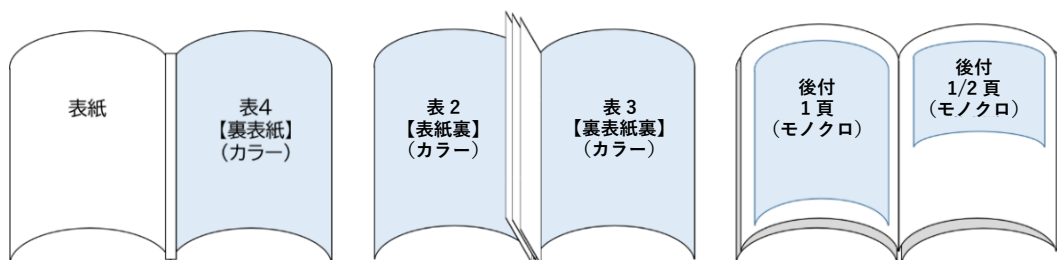 表紙
表4
【裏表紙】
（カラー）
表 2
【表紙裏】
（カラー）
表 3
【裏表紙裏】
（カラー）
後付
1 頁
（モノクロ）
後付
1/2 頁
（モノクロ）